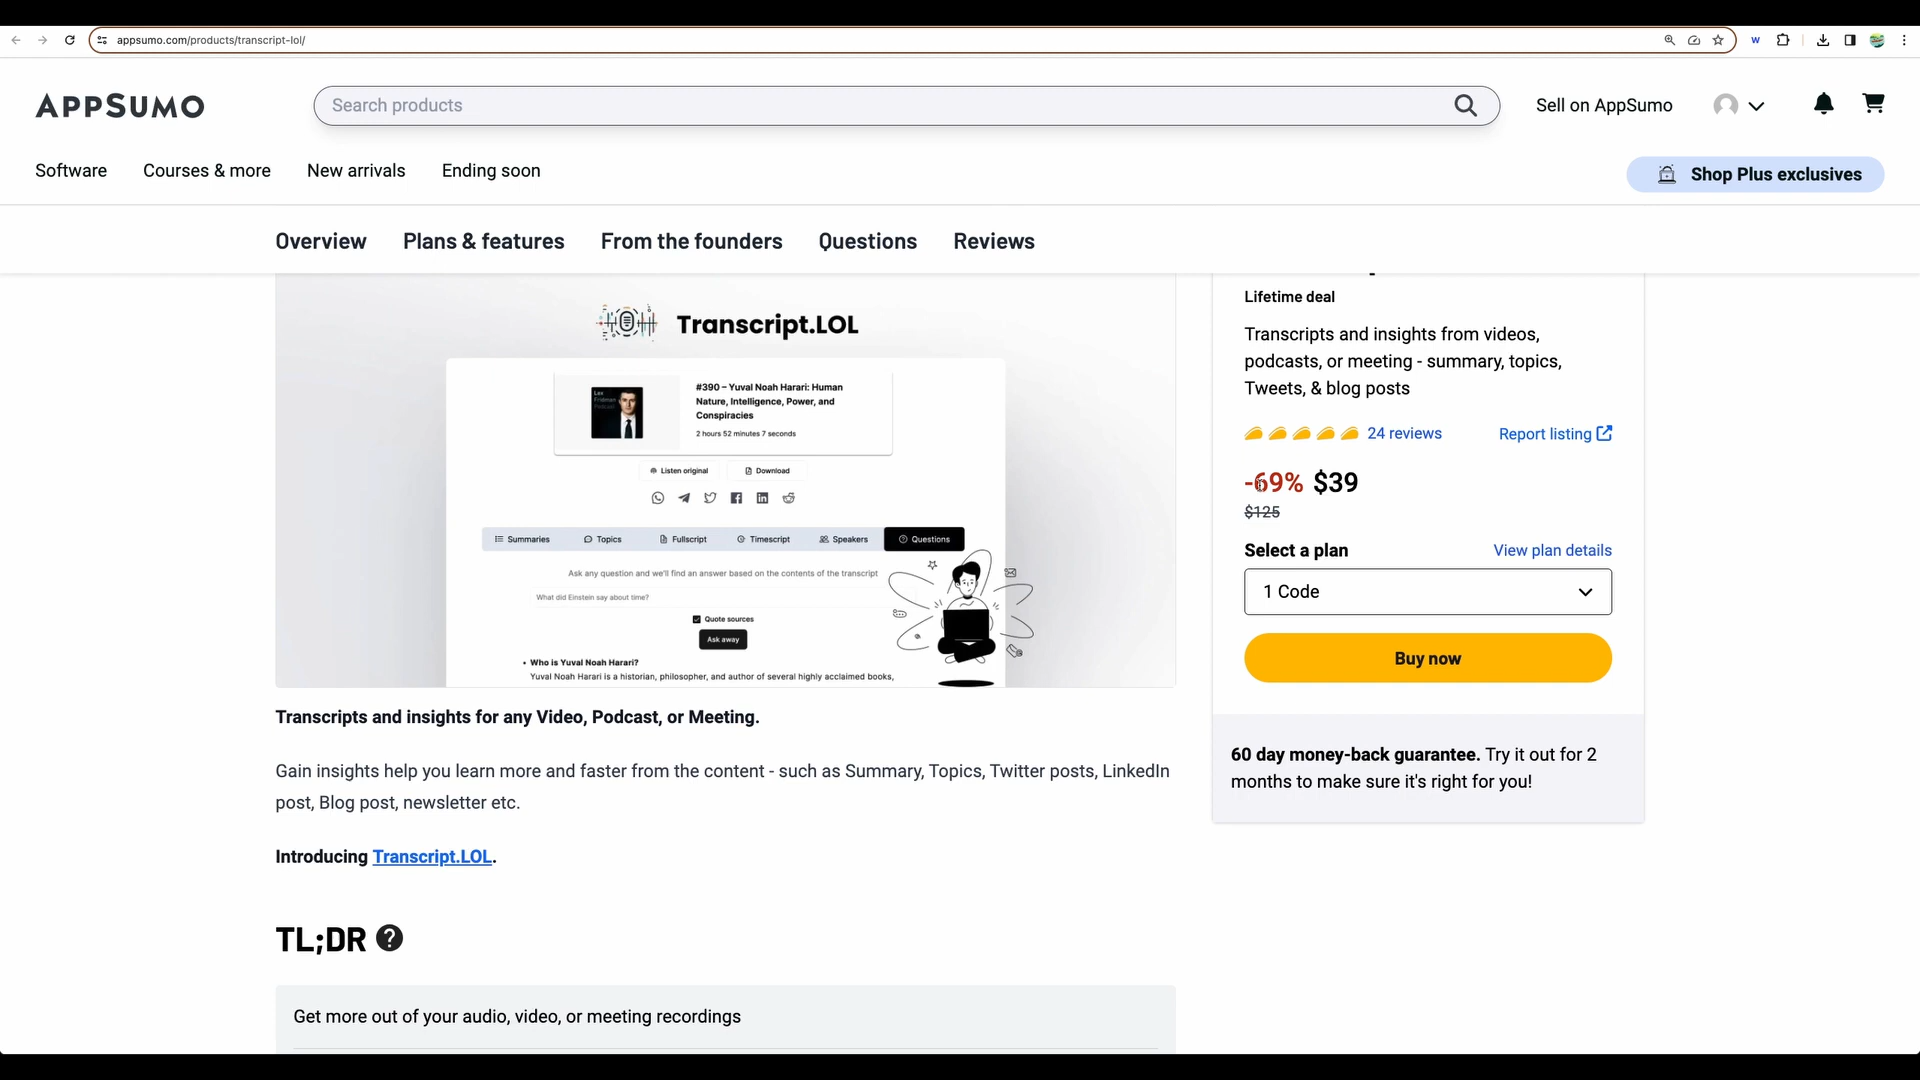 appsumo.com/products/transcript-lol/
W
APPSUMO
Search products
Sell on AppSumo
Software
Courses & more
New arrivals
Ending soon
Shop Plus exclusives
Overview
Plans & features
From the founders
Questions
Reviews
Transcript.LOL
Lex
Fridman
Podcast
#390 – Yuval Noah Harari: Human
Nature, Intelligence, Power, and
Conspiracies
2 hours 52 minutes 7 seconds
Listen original
Download
Summaries
Topics
Fullscript
Timescript
Speakers
Questions
Ask any question and we'll find an answer based on the contents of the transcript
What did Einstein say about time?
Quote sources
Ask away
• Who is Yuval Noah Harari?
Yuval Noah Harari is a historian, philosopher, and author of several highly acclaimed books,
Lifetime deal
Transcripts and insights from videos,
podcasts, or meeting - summary, topics,
Tweets, & blog posts
24 reviews
Report listing
-69% $39
$125
Select a plan
View plan details
1 Code
Buy now
60 day money-back guarantee. Try it out for 2
months to make sure it's right for you!
Transcripts and insights for any Video, Podcast, or Meeting.
Gain insights help you learn more and faster from the content - such as Summary, Topics, Twitter posts, LinkedIn
post, Blog post, newsletter etc.
Introducing Transcript.LOL.
TL;DR ?
Get more out of your audio, video, or meeting recordings